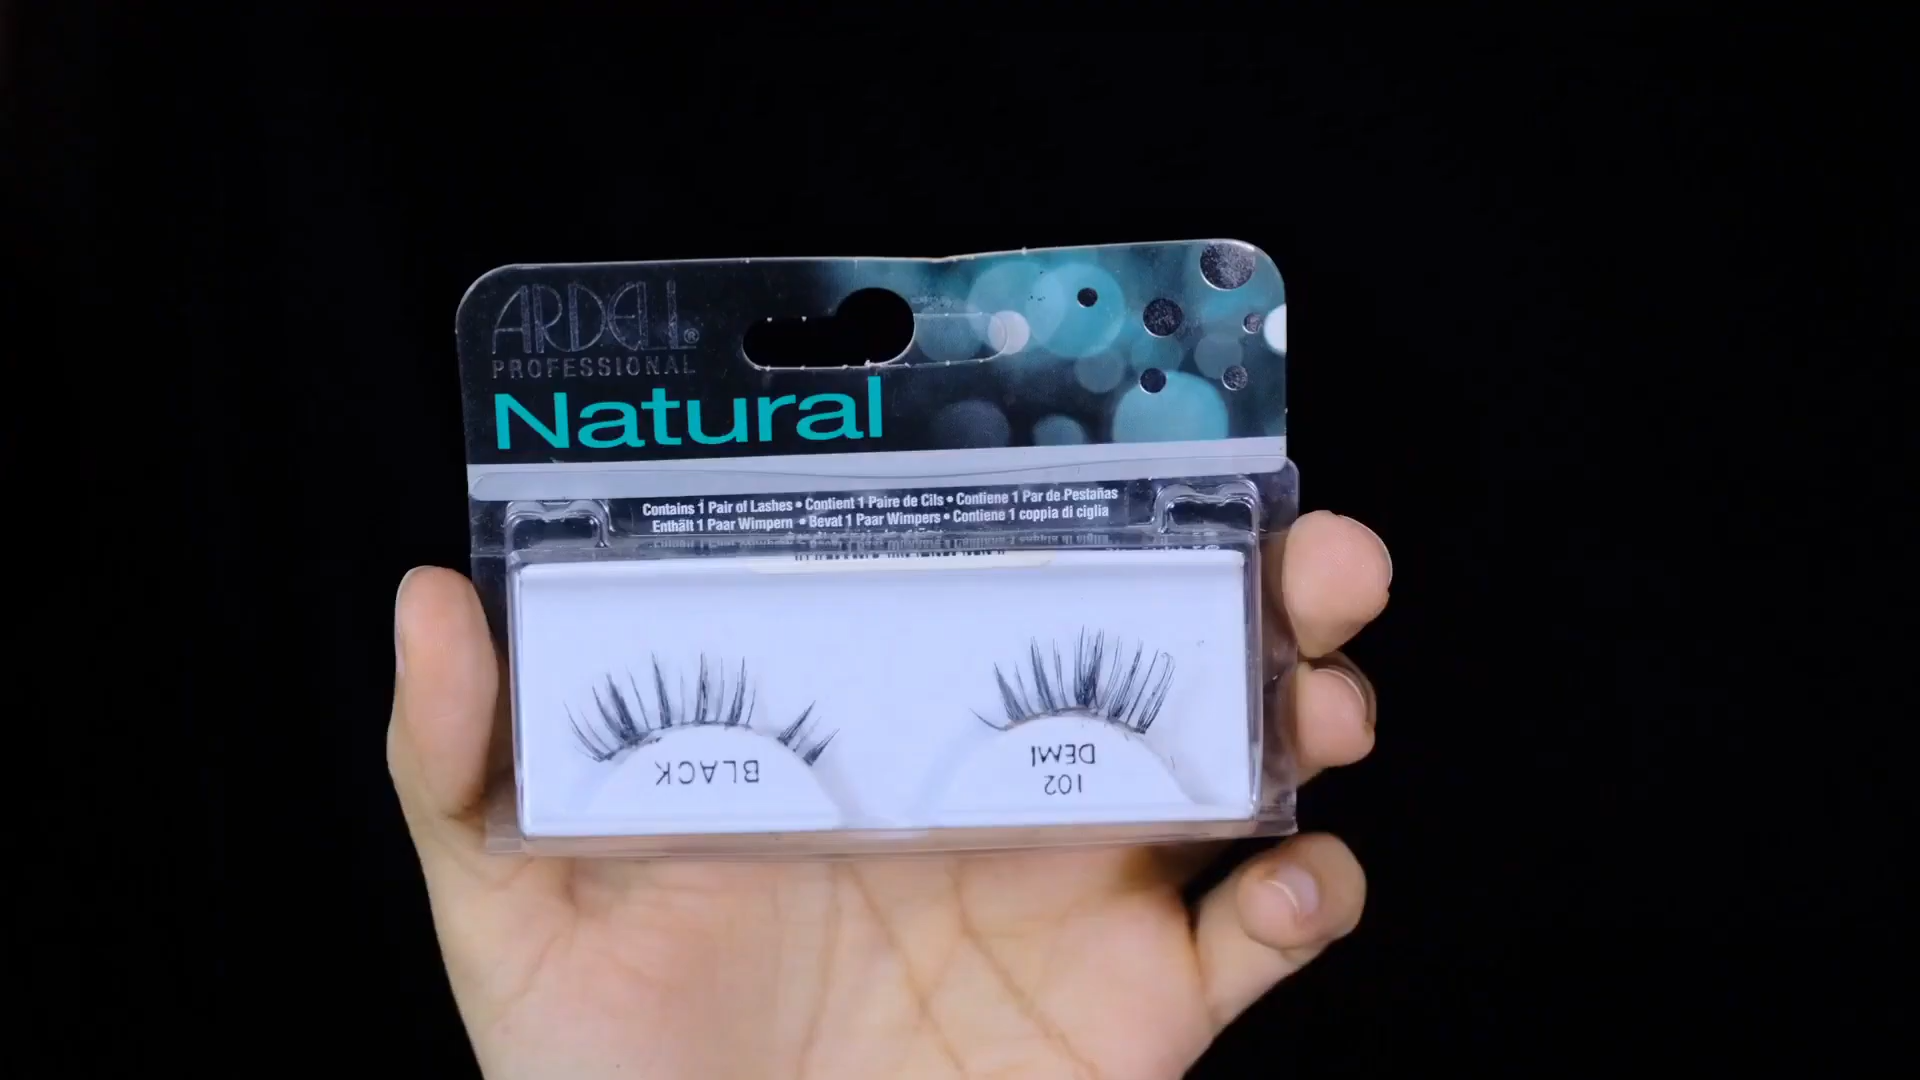 ARDELL®
PROFESSIONAL
Natural
Contains 1 Pair of Lashes • Contient 1 Paire de Cils • Contiene 1 Par de Pestañas
Enthält 1 Paar Wimpern • Bevat 1 Paar Wimpers • Contiene 1 coppia di ciglia
BLACK
DEMI
102